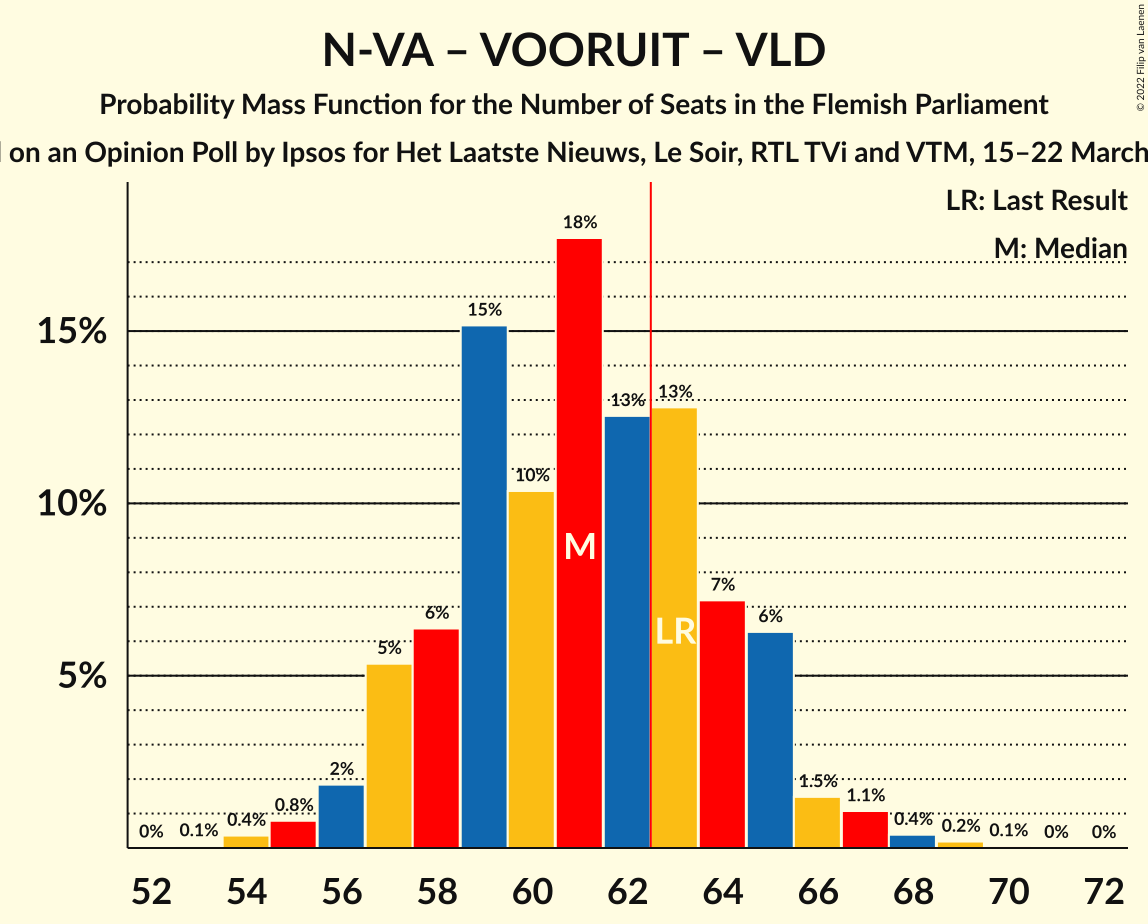 © 2022 Filip van Laenen
N-VA – VOORUIT – VLD
Probability Mass Function for the Number of Seats in the Flemish Parliament
on an Opinion Poll by Ipsos for Het Laatste Nieuws, Le Soir, RTL TVi and VTM, 15–22 March
LR: Last Result
M: Median
15%
10%
5%
0% 0.1% 0.4% 0.8% 2% 5% 6% 15% 10% 18% 13% 13% 7% 6% 1.5% 1.1% 0.4% 0.2% 0.1% 0% 0%
M
LR
52 54 56 58 60 62 64 66 68 70 72